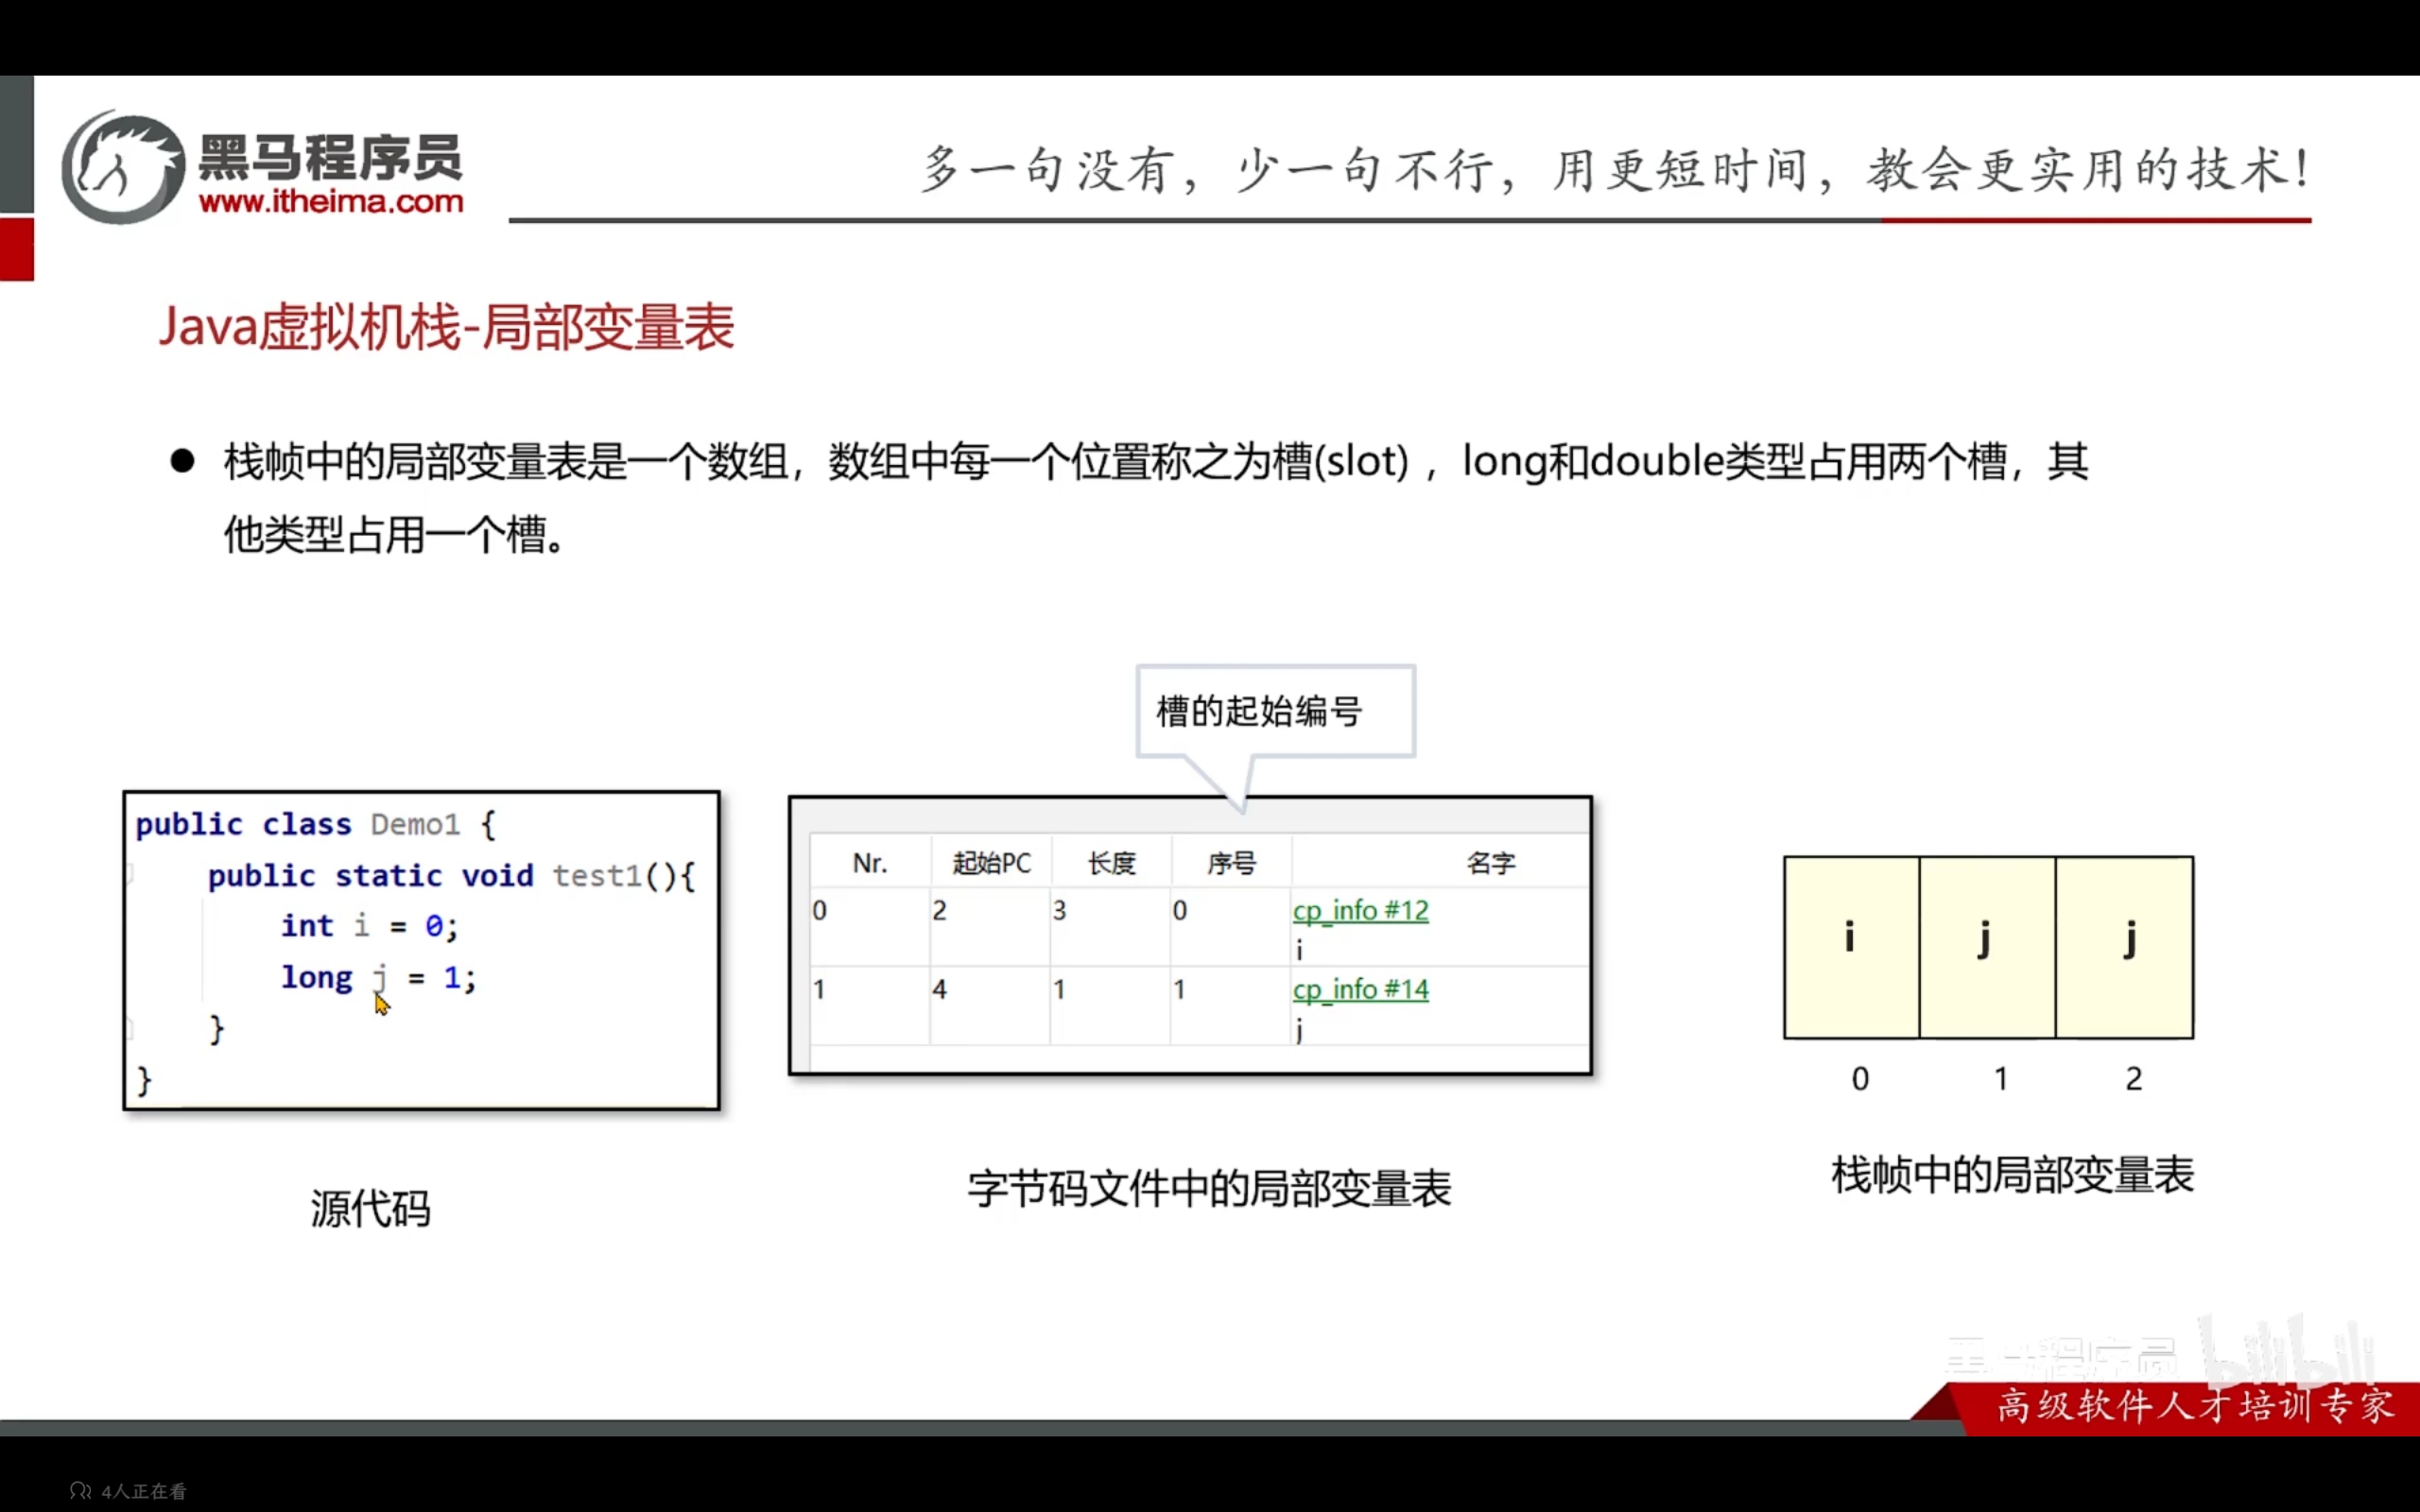 黑马程序员
www.itheima.com
多一句没有，少一句不行，用更短时间，教会更实用的技术！
Java虚拟机栈-局部变量表
● 栈帧中的局部变量表是一个数组，数组中每一个位置称之为槽(slot) ，long和double类型占用两个槽，其
他类型占用一个槽。
槽的起始编号
public class Demo1 {
public static void test1(){
int i = 0;
long j = 1;
}
}
源代码
Nr. 起始PC 长度 序号 名字
0 2 3 0 cp_info #12
i
1 4 1 1 cp_info #14
j
字节码文件中的局部变量表
i j j
0 1 2
栈帧中的局部变量表
黑马程序员 bilibili
高级软件人才培训专家
4人正在看